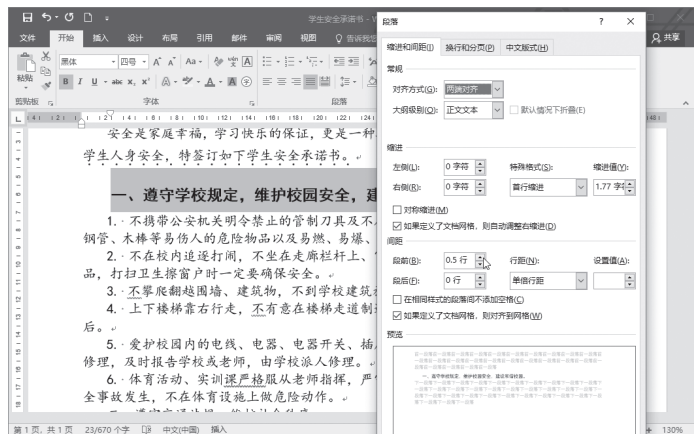 学生安全承诺书 - W
段落
? ×
文件 开始 插入 设计 布局 引用 邮件 审阅 视图 告诉我
共享
缩进和间距(I) 换行和分页(P) 中文版式(H)
粘贴
黑体 四号 A A Aa A
B I U abc x₂ x² A A A
剪贴板 字体 段落
常规
对齐方式(G): 两端对齐
大纲级别(O): 正文文本 默认情况下折叠(E)
缩进
左侧(L): 0 字符 特殊格式(S): 缩进值(Y):
右侧(R): 0 字符 首行缩进 1.77 字符
对称缩进(M)
如果定义了文档网格，则自动调整右缩进(D)
间距
段前(B): 0.5 行 行距(N): 设置值(A):
段后(F): 0 行 单倍行距
在相同样式的段落间不添加空格(C)
如果定义了文档网格，则对齐到网格(W)
预览
安全是家庭幸福，学习快乐的保证，更是一种
学生人身安全，特签订如下学生安全承诺书。
一、遵守学校规定，维护校园安全，建
1. 不携带公安机关明令禁止的管制刀具及不
钢管、木棒等易伤人的危险物品以及易燃、易爆、
2. 不在校内追逐打闹，不坐在走廊栏杆上、
品，打扫卫生擦窗户时一定要确保安全。
3. 不攀爬翻越围墙、建筑物，不到学校建筑
4. 上下楼梯靠右行走，不有意在楼梯走道制
后。
5. 爱护校园内的电线、电器、电器开关、插
修理，及时报告学校或老师，由学校派人修理。
6. 体育活动、实训课严格服从老师指挥，严
全事故发生，不在体育设施上做危险动作。
第 1 页，共 1 页 23/670 个字 中文(中国) 插入
130%